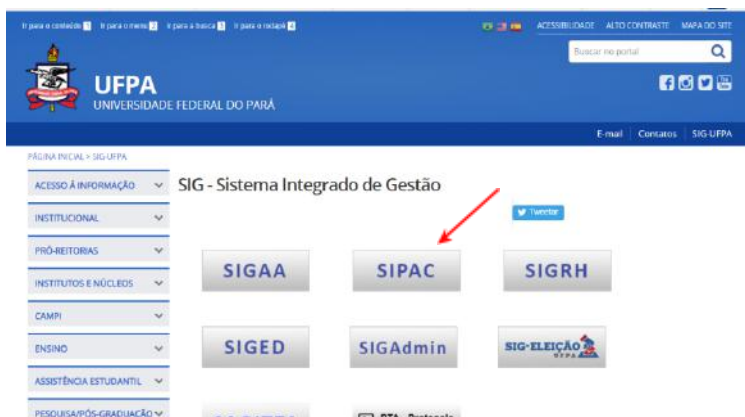 Ir para o conteúdo 1 Ir para o menu 2 Ir para a busca 3 Ir para o rodapé 4
ACESSIBILIDADE ALTO CONTRASTE MAPA DO SITE
Buscar no portal
UFPA
UNIVERSIDADE FEDERAL DO PARÁ
E-mail Contatos SIG-UFPA
PÁGINA INICIAL > SIG-UFPA
ACESSO À INFORMAÇÃO
SIG - Sistema Integrado de Gestão
Tweetar
INSTITUCIONAL
PRÓ-REITORIAS
SIGAA SIPAC SIGRH
INSTITUTOS E NÚCLEOS
CAMPI
ENSINO
SIGED SIGAdmin SIG-ELEIÇÃO
UFPA
ASSISTÊNCIA ESTUDANTIL
PESQUISA/PÓS-GRADUAÇÃO
Protocolo